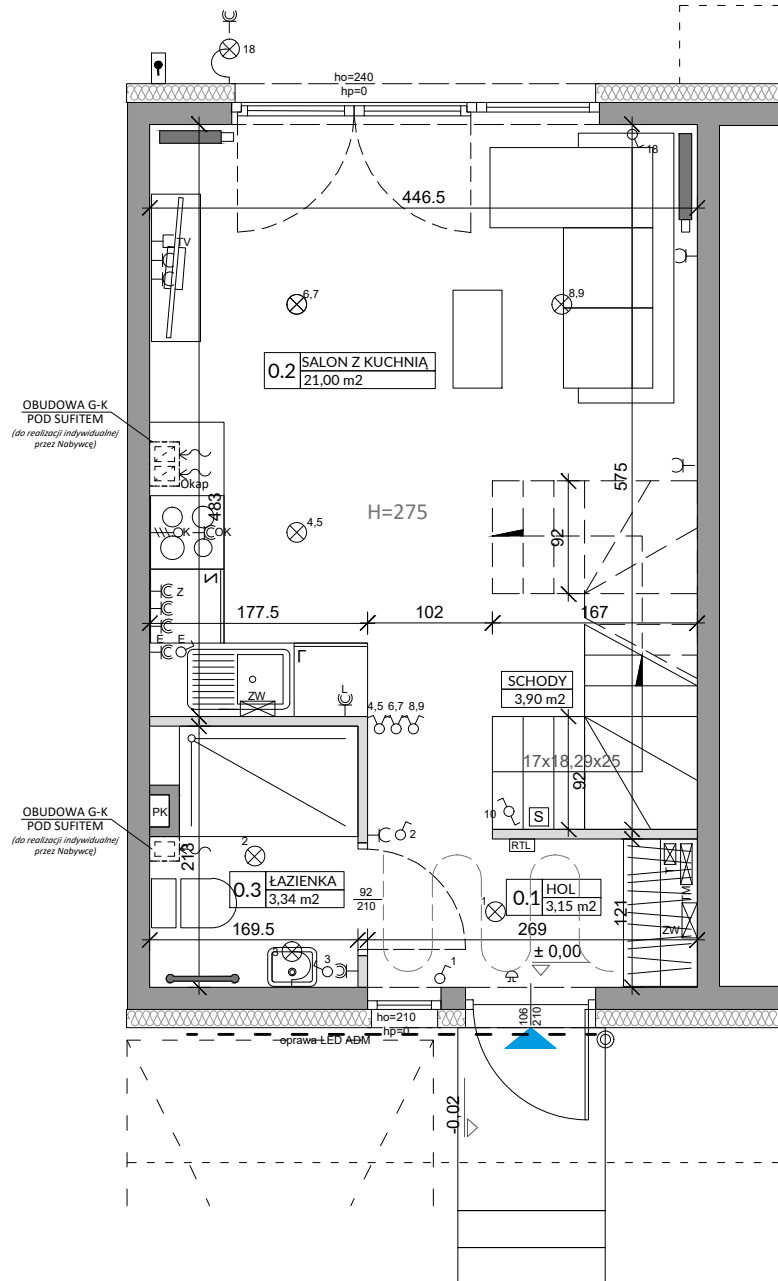 18
ho=240
hp=0
18
446.5
TV
6,7
8,9
0.2
SALON Z KUCHNIĄ
21,00 m2
OBUDOWA G-K
POD SUFITEM
(do realizacji indywidualnej
przez Nabywcę)
Okap
575
483
H=275
4,5
K
OK
92
Z
177.5
102
167
E E
SCHODY
3,90 m2
L
ZW
4,5 6,7 8,9
17x18,29x25
92
10
S
PK
OBUDOWA G-K
POD SUFITEM
(do realizacji indywidualnej
przez Nabywcę)
2
RTL
2
213
T
TM
0.3
ŁAZIENKA
3,34 m2
92
210
1
0.1
HOL
3,15 m2
121
ZW
169.5
269
± 0,00
3
3
1
106
210
ho=210
hp=0
oprawa LED ADM
-0,02